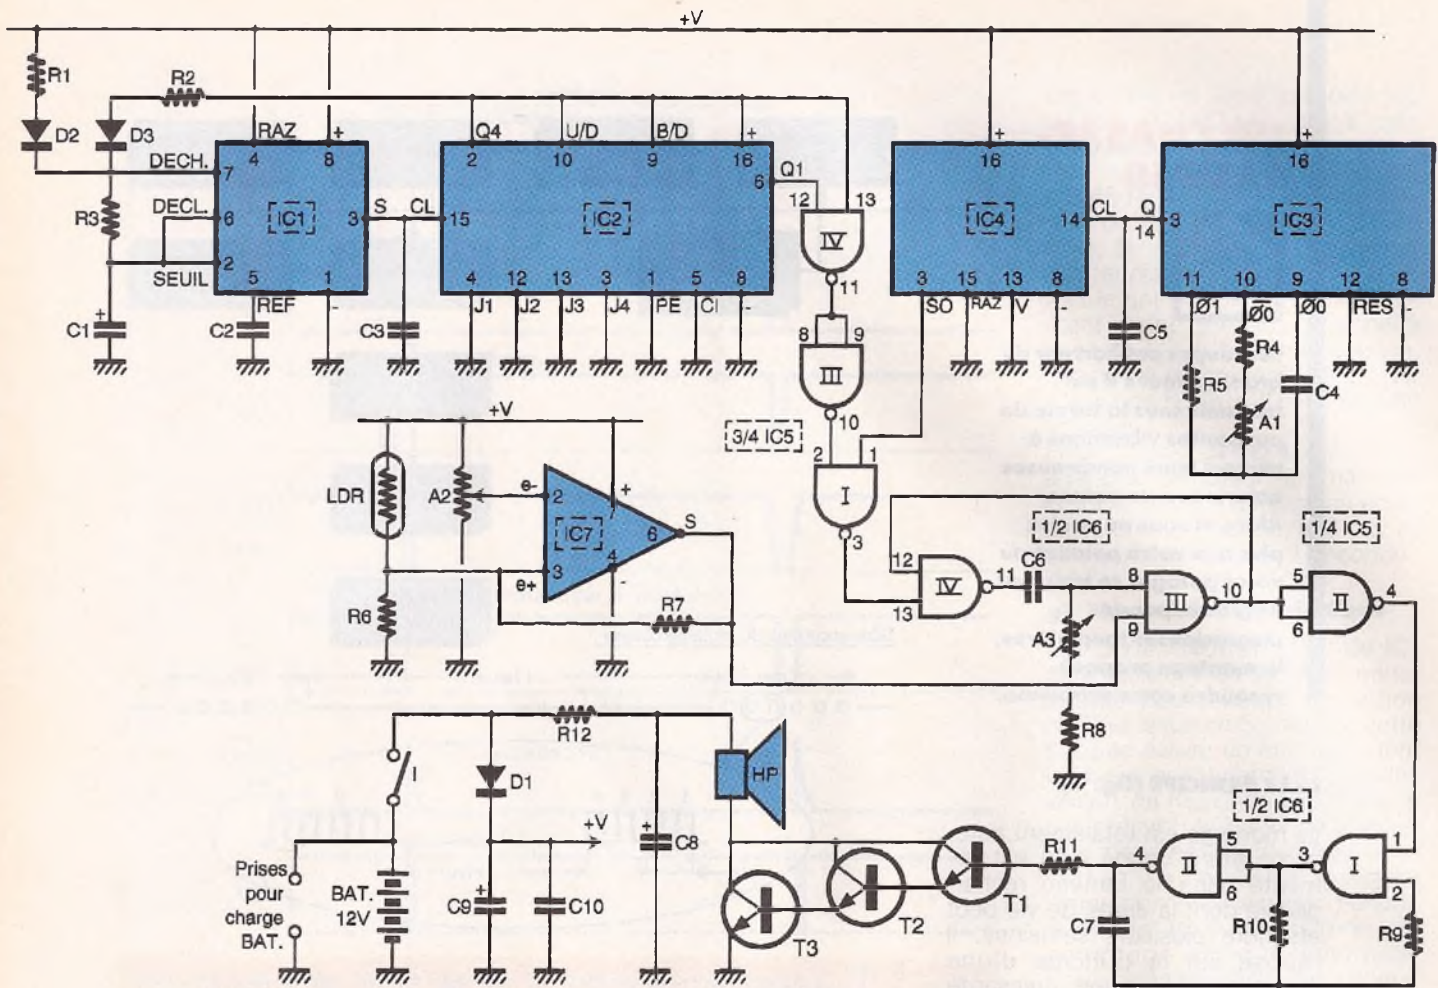 +V
R1
R2
D2
D3
RAZ
+
Q4
U/D
B/D
+
+
+
4
8
2
10
9
16
16
16
DECH.
7
6
Q1
12
13
R3
DECL.
6
IC1
3
S
CL
15
IC2
IV
IC4
14
CL
Q
14
3
IC3
SEUIL
2
11
5
1
4
12
13
3
1
5
8
3
15
13
8
11
10
9
12
8
REF
-
J1
J2
J3
J4
PE
CI
-
SO
RAZ
V
-
Ø1
Ø0
Ø0
RES
-
C1
+
C2
C3
8
9
III
C5
R4
R5
C4
A1
+V
3/4 IC5
10
2
1
I
3
LDR
A2
e-
2
+
7
IC7
6
S
4
-
3
e+
R6
R7
1/2 IC6
1/4 IC5
12
13
IV
11
C6
8
9
III
10
5
6
II
4
A3
R8
R12
I
D1
HP
+V
+
C8
1/2 IC6
Prises
pour
charge
BAT.
BAT.
12V
+
C9
C10
T3
T2
T1
R11
4
II
5
6
3
I
1
2
C7
R10
R9